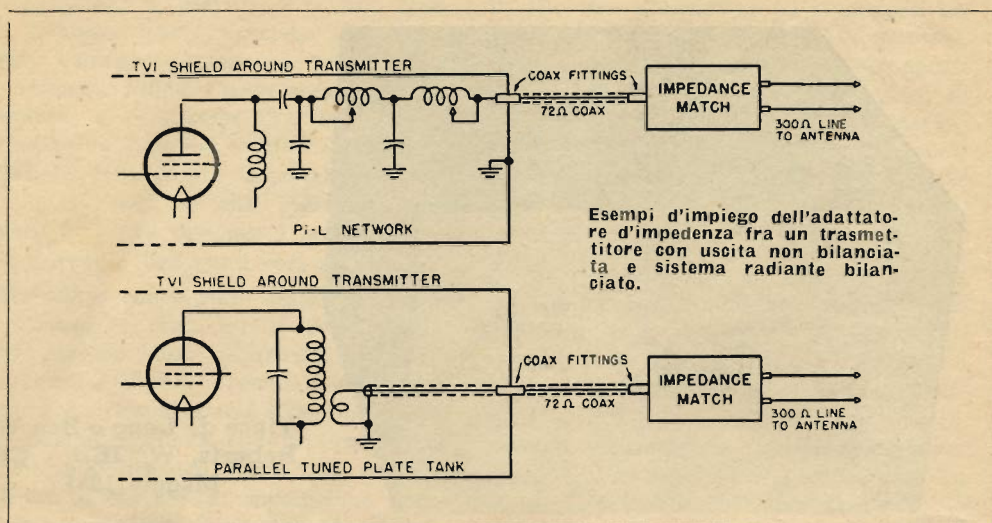 TVI SHIELD AROUND TRANSMITTER
COAX FITTINGS
72Ω COAX
IMPEDANCE
MATCH
300Ω LINE
TO ANTENNA
Pi-L NETWORK
Esempi d'impiego dell'adattato-
re d'impedenza fra un trasmet-
titore con uscita non bilancia-
ta e sistema radiante bilan-
ciato.
TVI SHIELD AROUND TRANSMITTER
COAX FITTINGS
72Ω COAX
IMPEDANCE
MATCH
300Ω LINE
TO ANTENNA
PARALLEL TUNED PLATE TANK